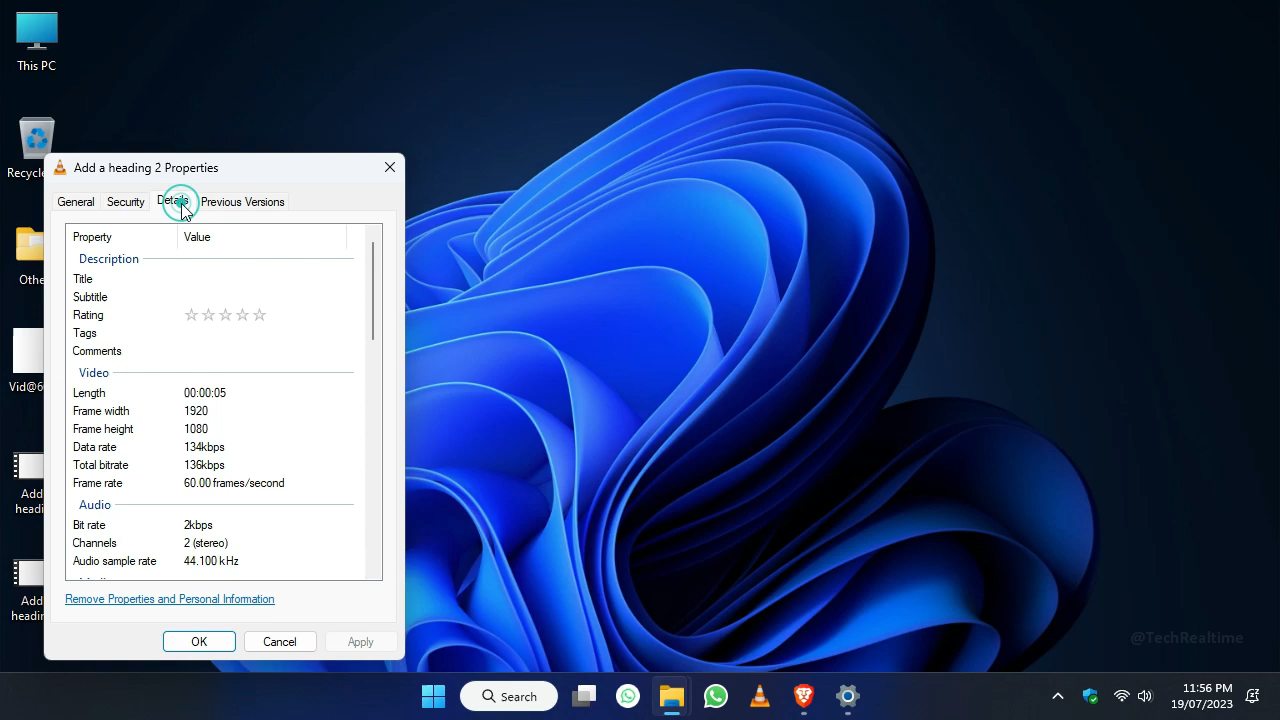 This PC
Recycle
Othe
Vid@6
Add
headi
Add
headin
Add a heading 2 Properties
General Security Details Previous Versions
Property Value
Description
Title
Subtitle
Rating
Tags
Comments
Video
Length 00:00:05
Frame width 1920
Frame height 1080
Data rate 134kbps
Total bitrate 136kbps
Frame rate 60.00 frames/second
Audio
Bit rate 2kbps
Channels 2 (stereo)
Audio sample rate 44.100 kHz
Remove Properties and Personal Information
OK Cancel Apply
@TechRealtime
Search
11:56 PM
19/07/2023